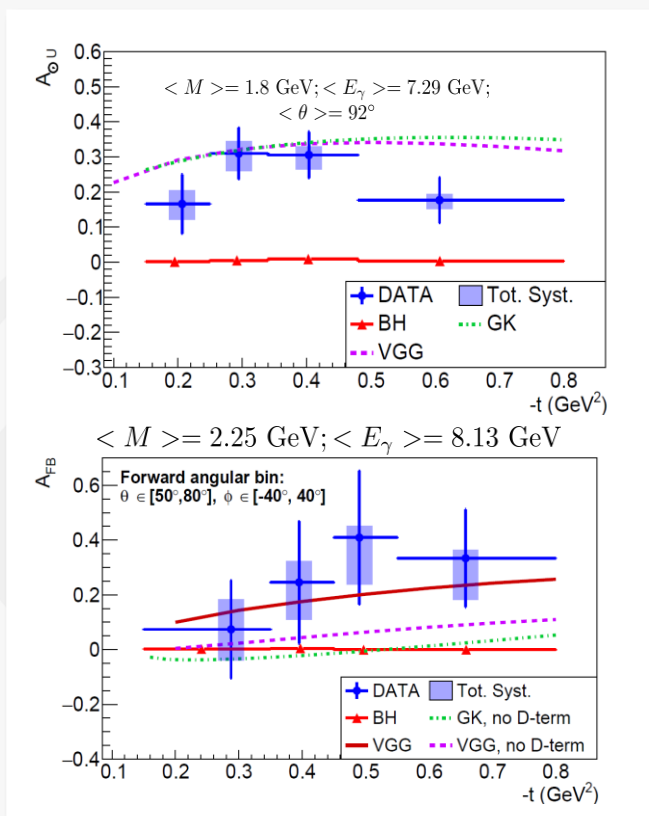 A⊙U
< M >= 1.8 GeV; < Eγ >= 7.29 GeV;
< θ >= 92°
0.6
0.5
0.4
0.3
0.2
0.1
0
−0.1
−0.2
−0.3
DATA Tot. Syst.
BH GK
VGG
0.1 0.2 0.3 0.4 0.5 0.6 0.7 0.8
-t (GeV²)
< M >= 2.25 GeV; < Eγ >= 8.13 GeV
A_FB
Forward angular bin:
θ ∈ [50°,80°], ϕ ∈ [-40°, 40°]
0.6
0.4
0.2
0
−0.2
−0.4
DATA Tot. Syst.
BH GK, no D-term
VGG VGG, no D-term
0.1 0.2 0.3 0.4 0.5 0.6 0.7 0.8
-t (GeV²)